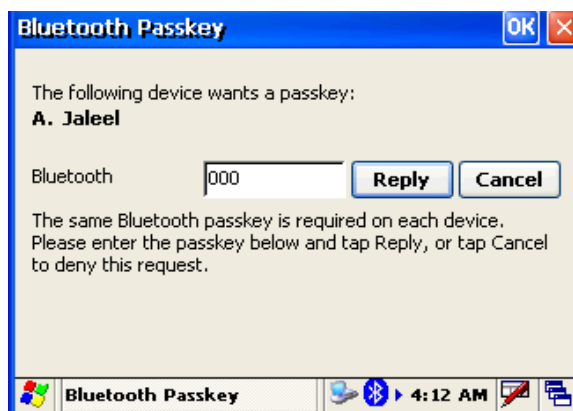 Bluetooth Passkey OK
The following device wants a passkey:
A. Jaleel
Bluetooth 000 Reply Cancel
The same Bluetooth passkey is required on each device.
Please enter the passkey below and tap Reply, or tap Cancel
to deny this request.
Bluetooth Passkey 4:12 AM